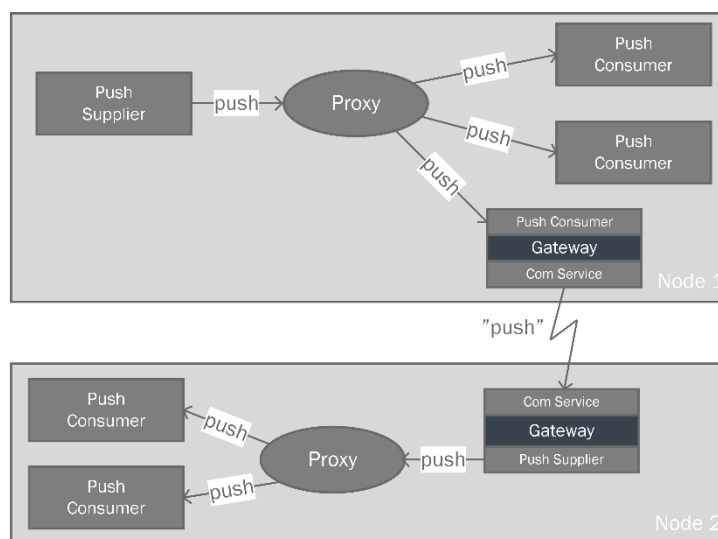 Push
Supplier
push
Proxy
push
Push
Consumer
push
Push
Consumer
push
Push Consumer
Gateway
Com Service
Node 1
"push"
Com Service
Gateway
Push Supplier
push
Proxy
push
Push
Consumer
push
Push
Consumer
Node 2